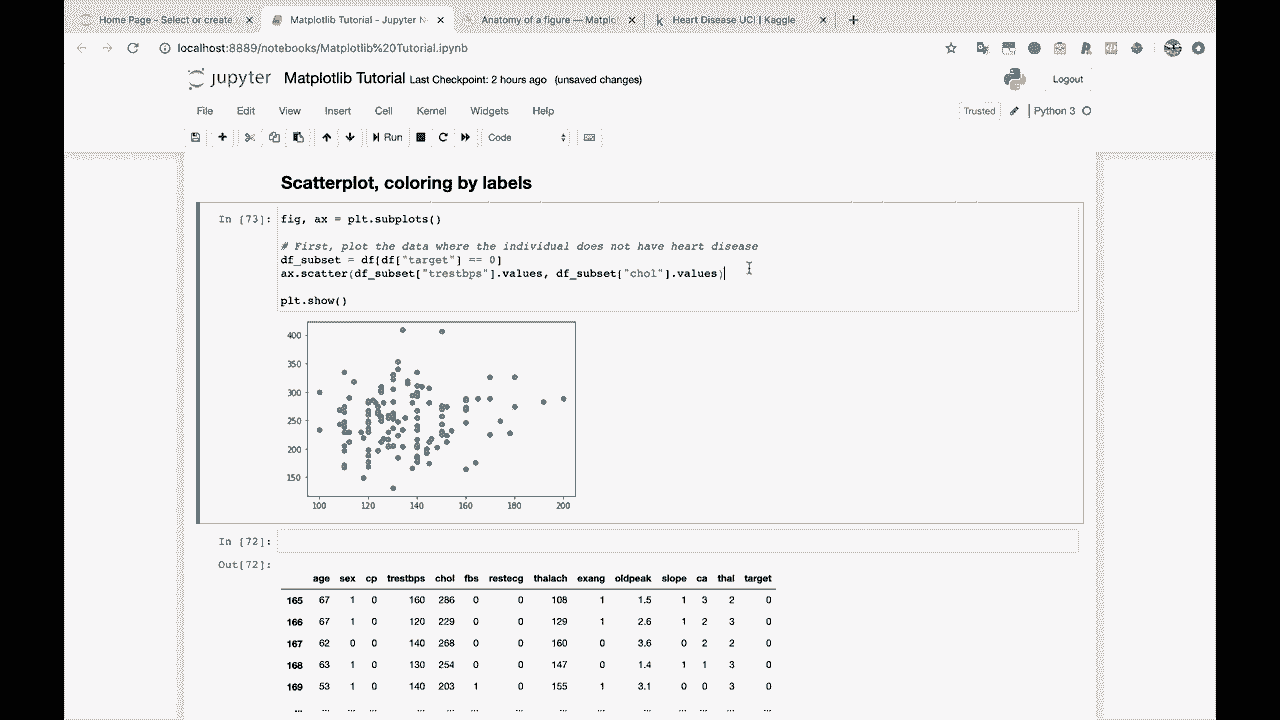 Home Page - Select or create
Matplotlib Tutorial - Jupyter N
Anatomy of a figure — Matplo
Heart Disease UCI | Kaggle
localhost:8889/notebooks/Matplotlib%20Tutorial.ipynb
jupyter Matplotlib Tutorial Last Checkpoint: 2 hours ago (unsaved changes)
Logout
File Edit View Insert Cell Kernel Widgets Help
Trusted Python 3
Run Code
Scatterplot, coloring by labels
In [73]: fig, ax = plt.subplots()
# First, plot the data where the individual does not have heart disease
df_subset = df[df["target"] == 0]
ax.scatter(df_subset["trestbps"].values, df_subset["chol"].values)
plt.show()
400
350
300
250
200
150
100 120 140 160 180 200
In [72]:
Out[72]:
age sex cp trestbps chol fbs restecg thalach exang oldpeak slope ca thal target
165 67 1 0 160 286 0 0 108 1 1.5 1 3 2 0
166 67 1 0 120 229 0 0 129 1 2.6 1 2 3 0
167 62 0 0 140 268 0 0 160 0 3.6 0 2 2 0
168 63 1 0 130 254 0 0 147 0 1.4 1 1 3 0
169 53 1 0 140 203 1 0 155 1 3.1 0 0 3 0
... ... ... ... ... ... ... ... ... ... ... ... ... ... ...